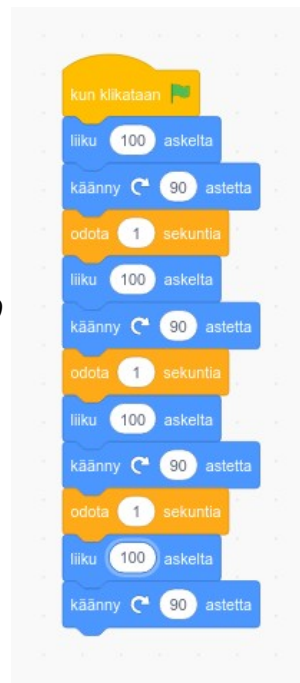 kun klikataan
liiku 100 askelta
käänny 90 astetta
odota 1 sekuntia
liiku 100 askelta
käänny 90 astetta
odota 1 sekuntia
liiku 100 askelta
käänny 90 astetta
odota 1 sekuntia
liiku 100 askelta
käänny 90 astetta